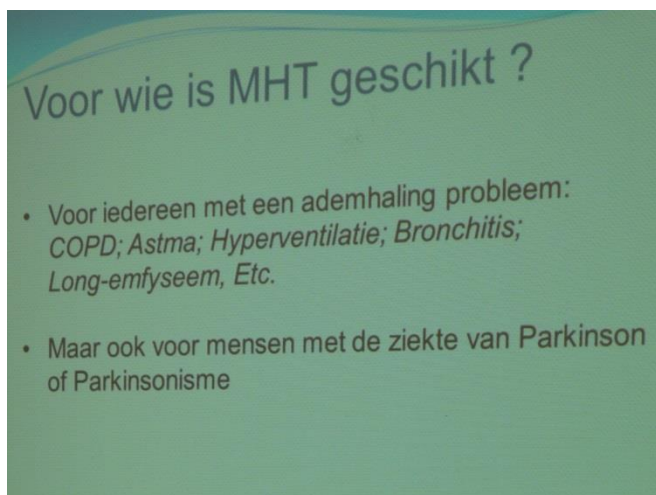 Voor wie is MHT geschikt ?
• Voor iedereen met een ademhaling probleem:
COPD; Astma; Hyperventilatie; Bronchitis;
Long-emfyseem, Etc.
• Maar ook voor mensen met de ziekte van Parkinson
of Parkinsonisme